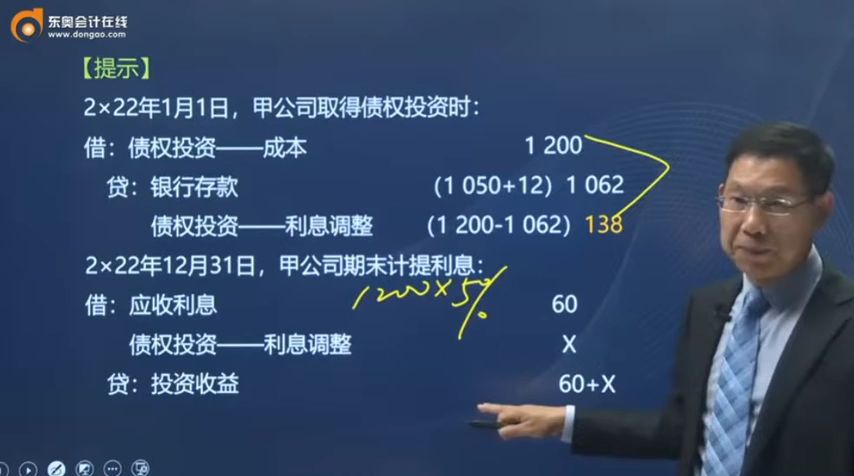 东奥会计在线
www.dongao.com
【提示】
2×22年1月1日，甲公司取得债权投资时：
借：债权投资——成本 1 200
贷：银行存款 （1 050+12）1 062
债权投资——利息调整 （1 200-1 062）138
2×22年12月31日，甲公司期末计提利息：
1200×5%
借：应收利息 60
债权投资——利息调整 X
贷：投资收益 60+X